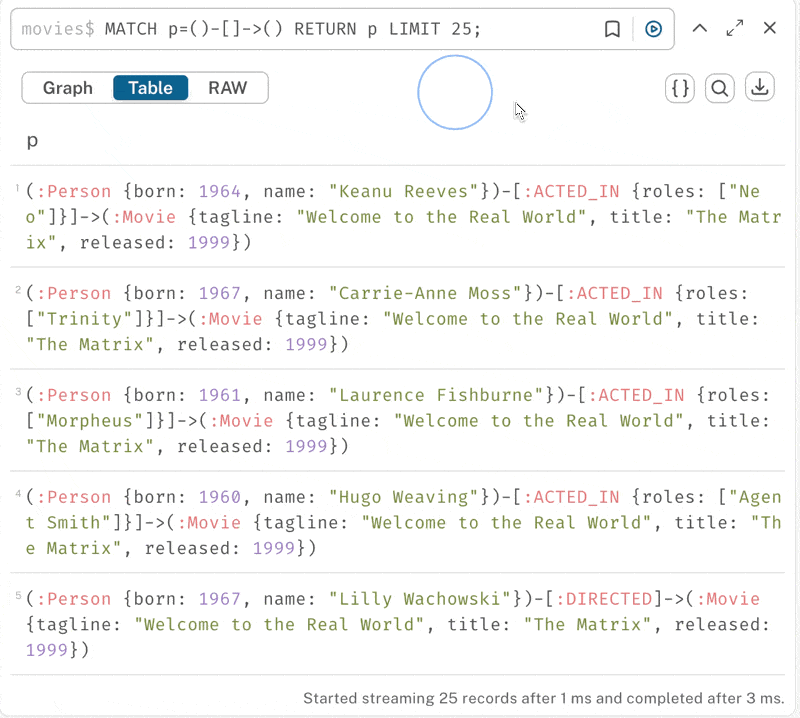 movies$ MATCH p=()-[]->() RETURN p LIMIT 25;
Graph Table RAW
{}
p
1 (:Person {born: 1964, name: "Keanu Reeves"})-[:ACTED_IN {roles: ["Ne
o"]}]->(:Movie {tagline: "Welcome to the Real World", title: "The Matr
ix", released: 1999})
2 (:Person {born: 1967, name: "Carrie-Anne Moss"})-[:ACTED_IN {roles:
["Trinity"]}]->(:Movie {tagline: "Welcome to the Real World", title:
"The Matrix", released: 1999})
3 (:Person {born: 1961, name: "Laurence Fishburne"})-[:ACTED_IN {roles:
["Morpheus"]}]->(:Movie {tagline: "Welcome to the Real World", title:
"The Matrix", released: 1999})
4 (:Person {born: 1960, name: "Hugo Weaving"})-[:ACTED_IN {roles: ["Agen
t Smith"]}]->(:Movie {tagline: "Welcome to the Real World", title: "Th
e Matrix", released: 1999})
5 (:Person {born: 1967, name: "Lilly Wachowski"})-[:DIRECTED]->(:Movie
{tagline: "Welcome to the Real World", title: "The Matrix", released:
1999})
Started streaming 25 records after 1 ms and completed after 3 ms.